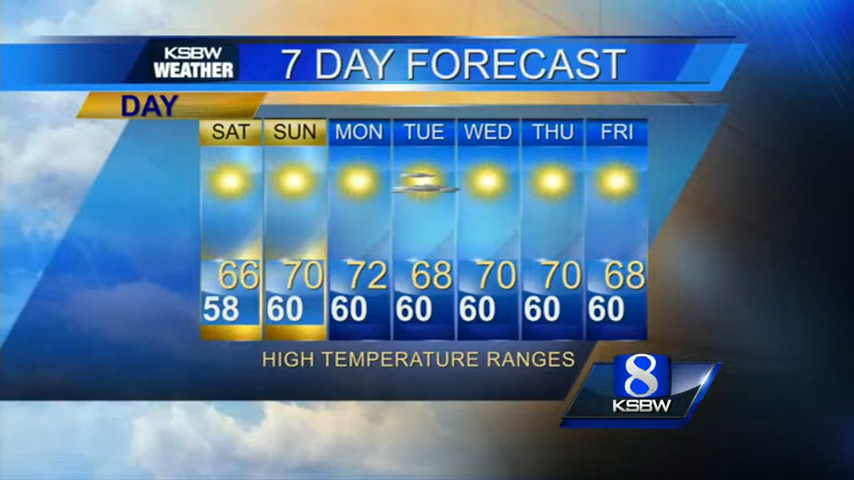 KSBW
WEATHER
7 DAY FORECAST
DAY
SAT SUN MON TUE WED THU FRI
66 70 72 68 70 70 68
58 60 60 60 60 60 60
HIGH TEMPERATURE RANGES
8
KSBW